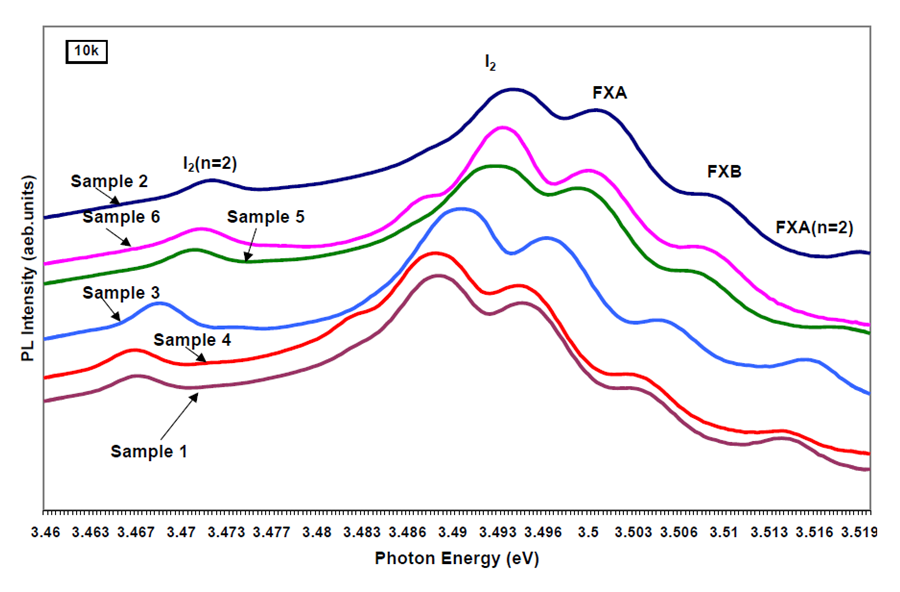 10k
I₂
FXA
I₂(n=2)
FXB
Sample 2
Sample 6
Sample 5
FXA(n=2)
Sample 3
Sample 4
Sample 1
PL Intensity (aeb.units)
3.46 3.463 3.467 3.47 3.473 3.477 3.48 3.483 3.486 3.49 3.493 3.496 3.5 3.503 3.506 3.51 3.513 3.516 3.519
Photon Energy (eV)